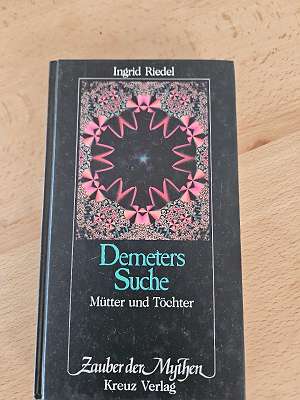 Ingrid Riedel
Demeters
Suche
Mütter und Töchter
Zauber der Mythen
Kreuz Verlag